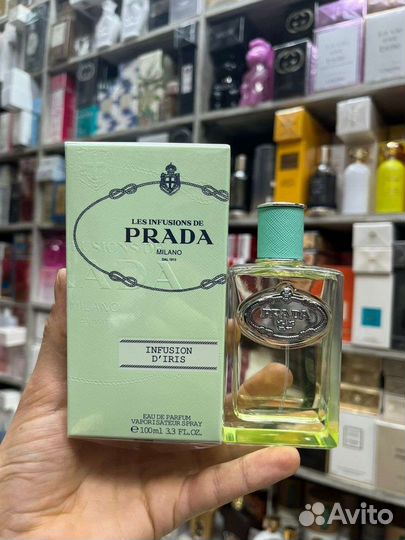 LES INFUSIONS DE
PRADA
MILANO
DAL 1913
INFUSION
D'IRIS
EAU DE PARFUM
VAPORISATEUR SPRAY
℮100ml 3.3 FL.OZ.
PRADA
Avito